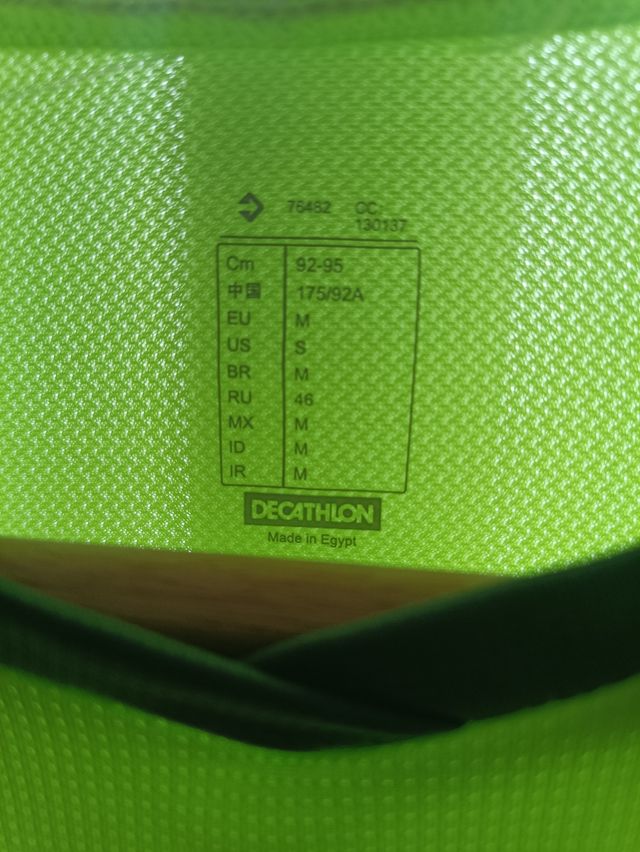 76482 CC:
130137
Cm 92-95
中国 175/92A
EU M
US S
BR M
RU 46
MX M
ID M
IR M
DECATHLON
Made in Egypt